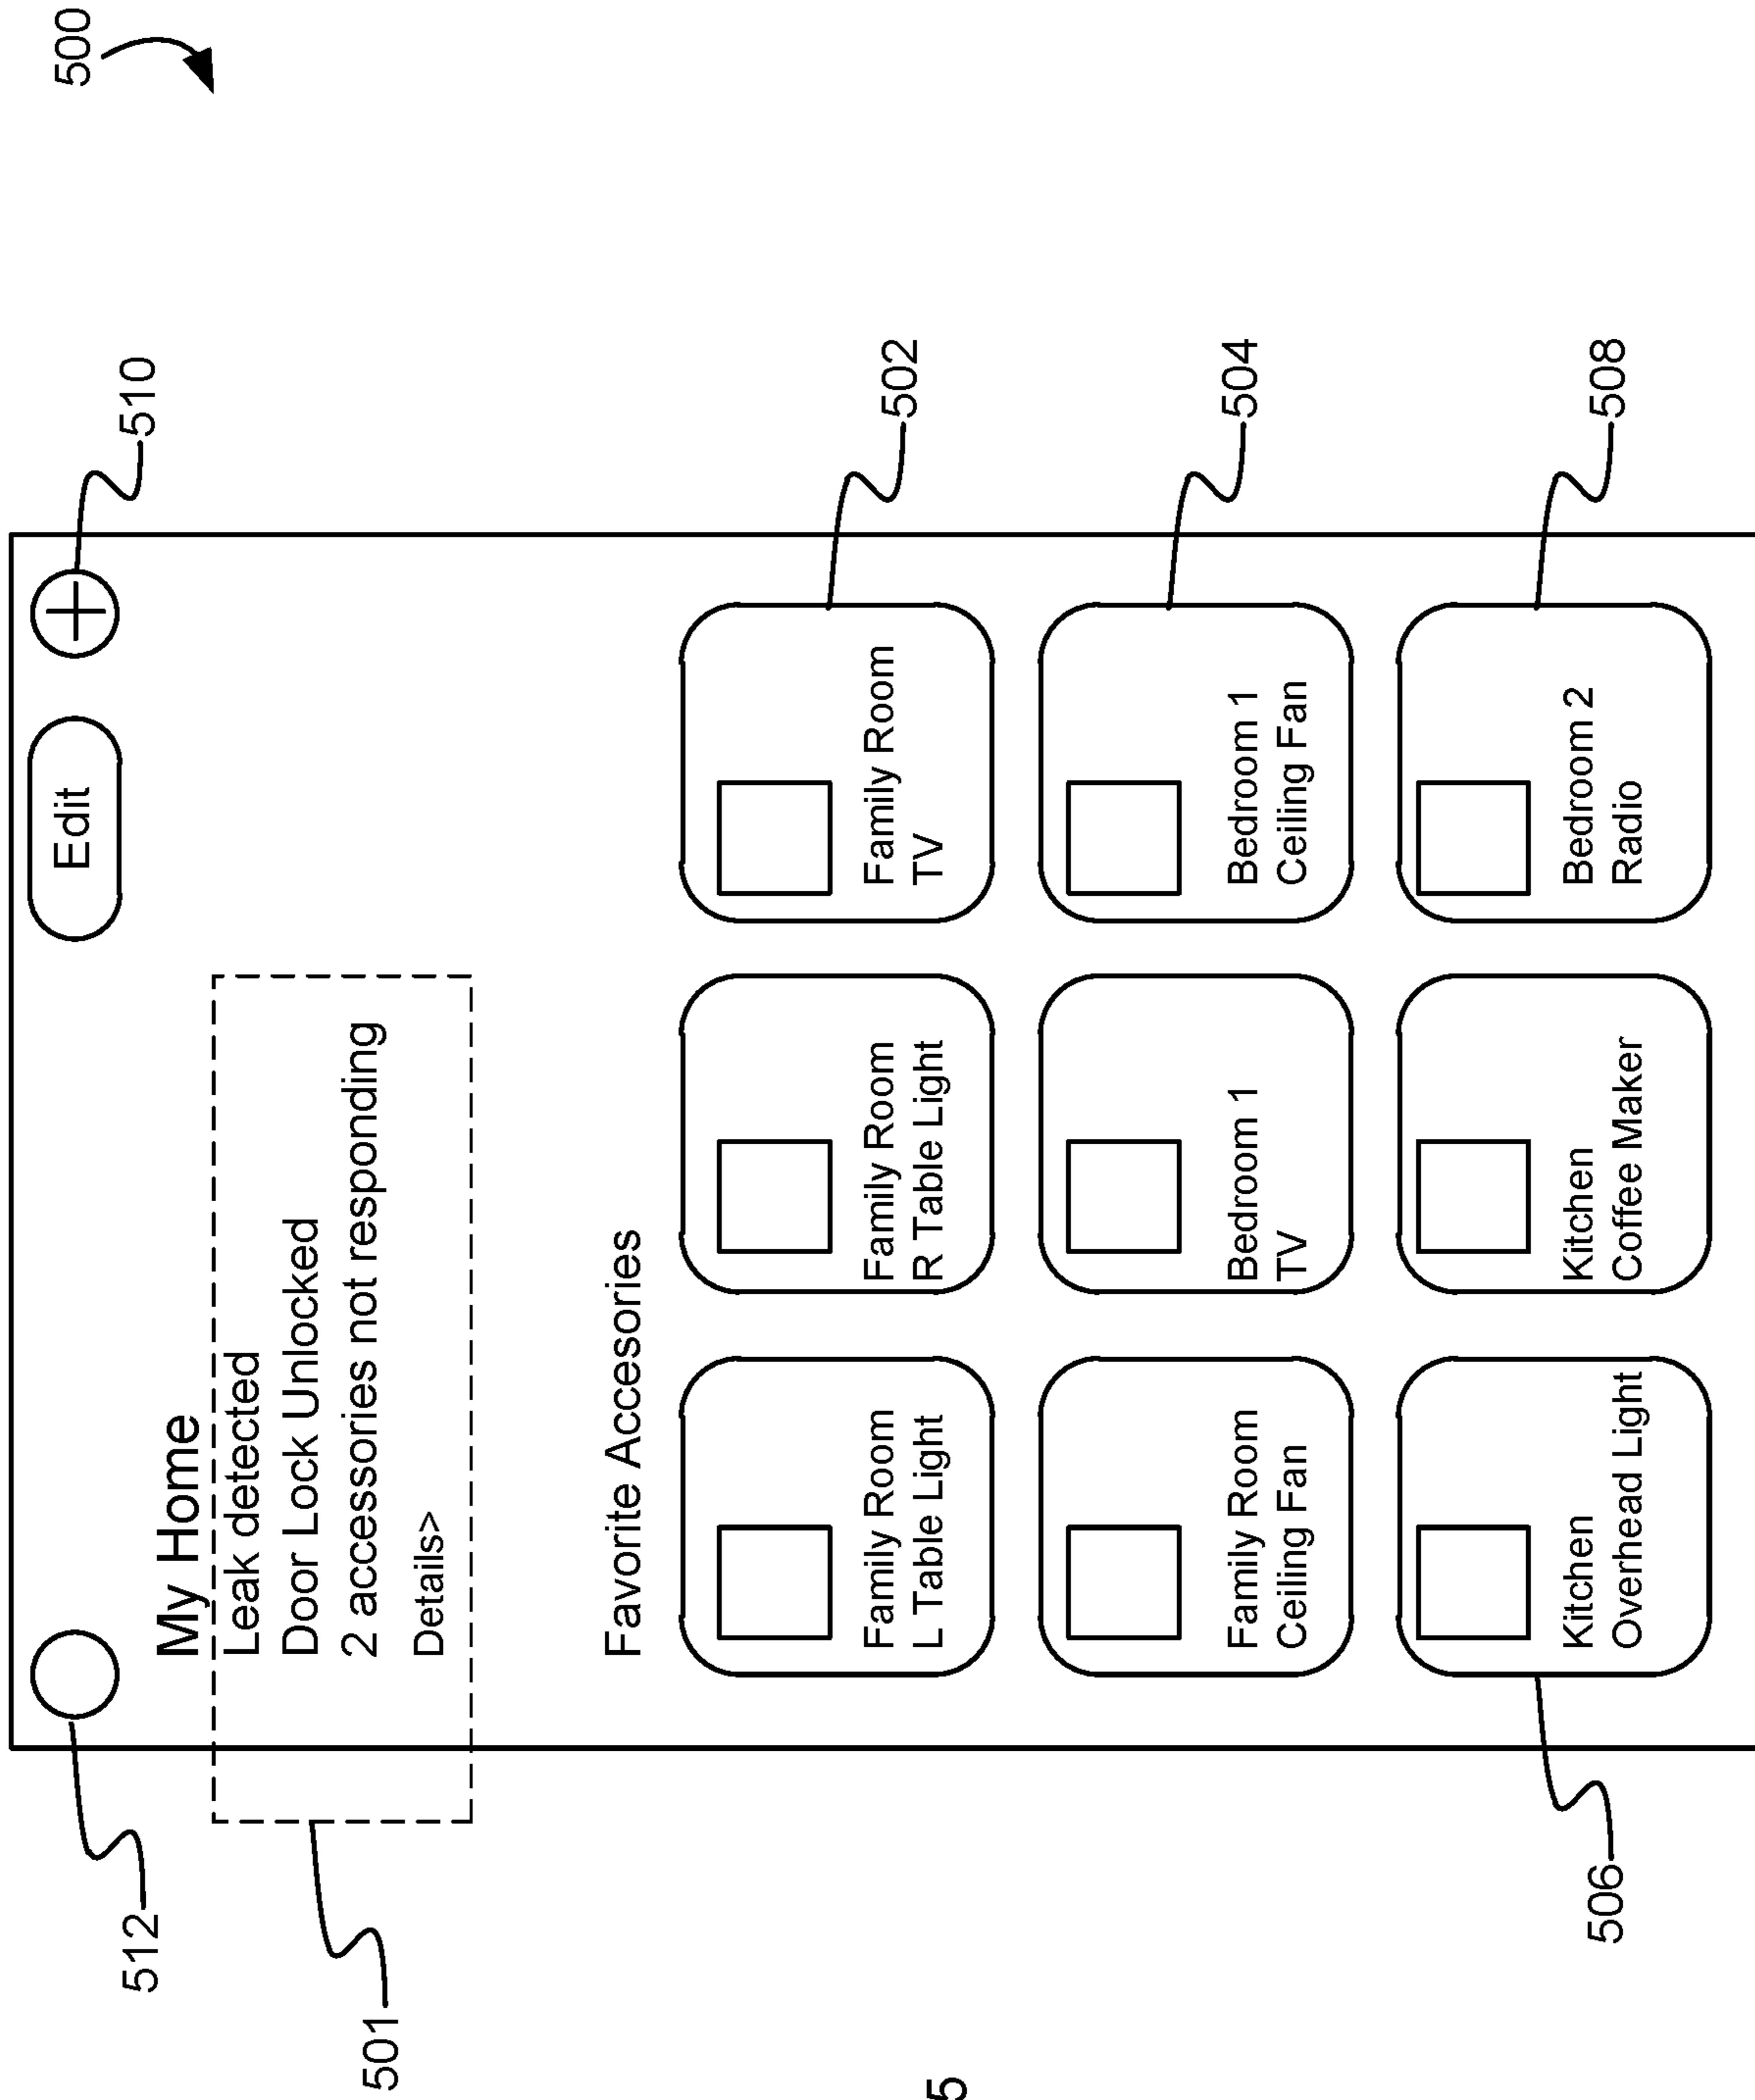 500
510
Edit
512
My Home
Leak detected
Door Lock Unlocked
2 accessories not responding
Details>
501
Favorite Accesories
Family Room
L Table Light
Family Room
R Table Light
Family Room
TV
502
Family Room
Ceiling Fan
Bedroom 1
TV
Bedroom 1
Ceiling Fan
504
Kitchen
Overhead Light
Kitchen
Coffee Maker
Bedroom 2
Radio
508
506
5